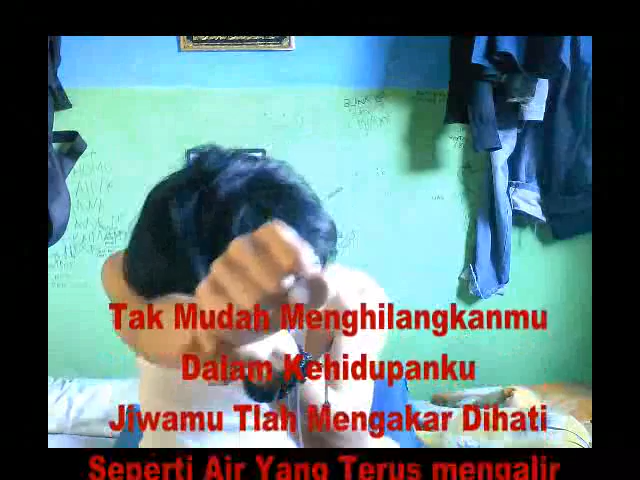 Tak Mudah Menghilangkanmu
Dalam Kehidupanku
Jiwamu Tlah Mengakar Dihati
Seperti Air Yang Terus mengalir